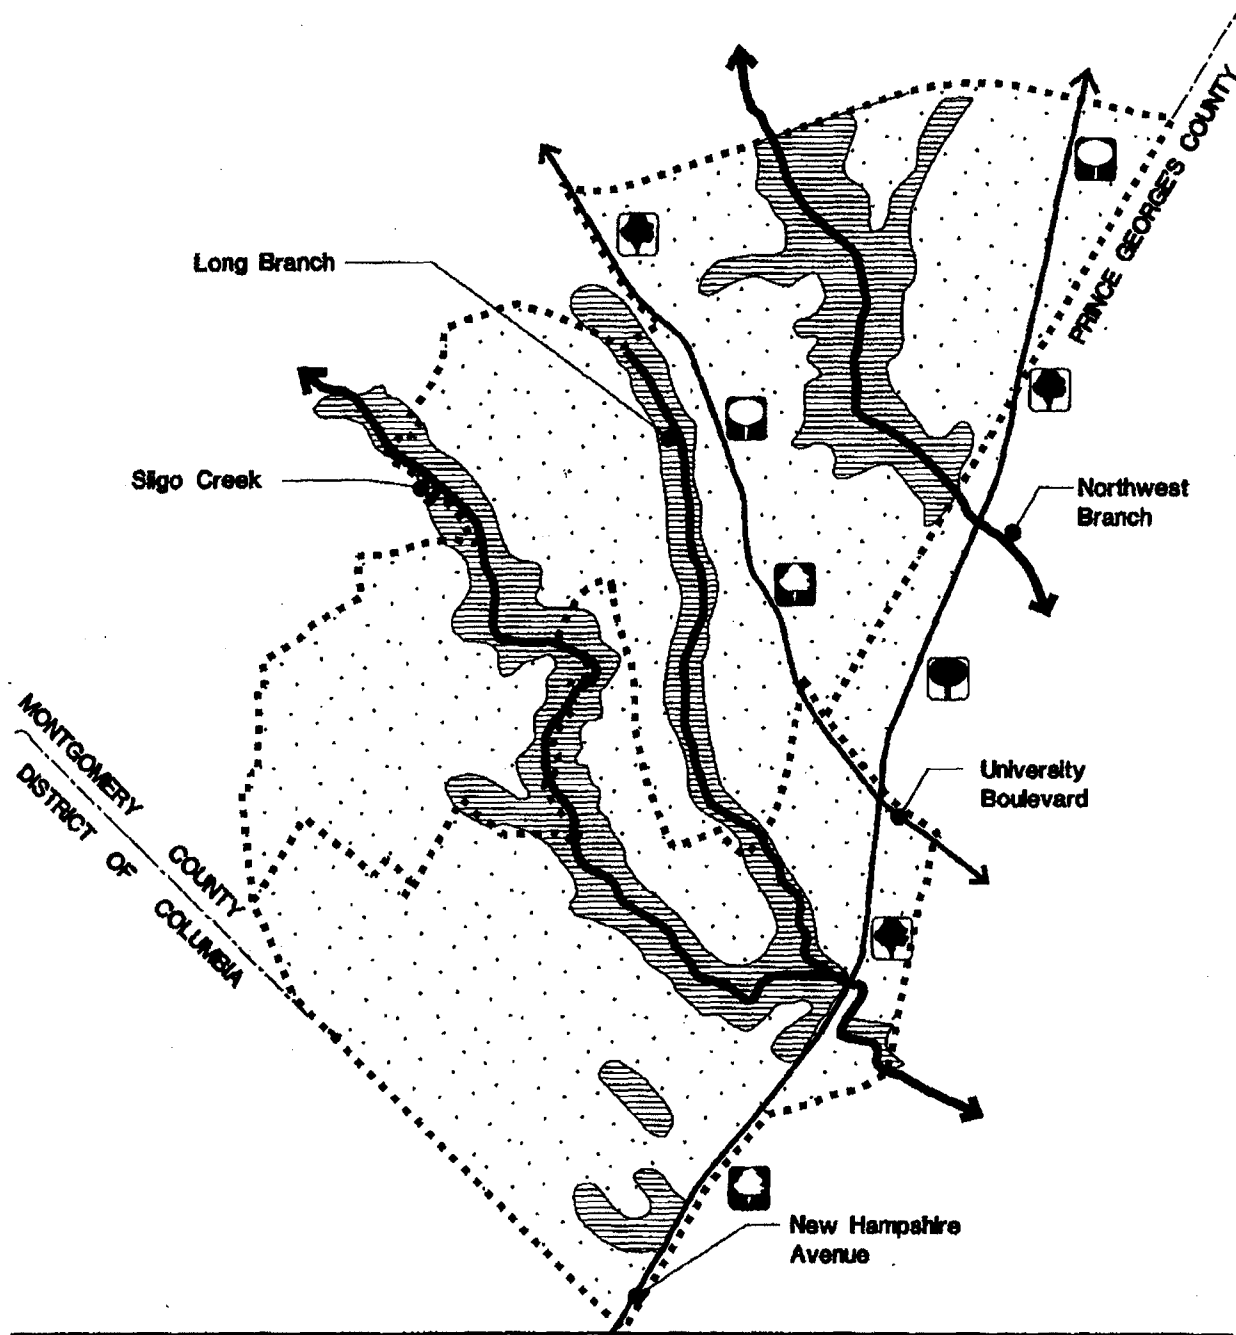 PRINCE GEORGE'S COUNTY
Long Branch
Sligo Creek
Northwest
Branch
MONTGOMERY COUNTY
DISTRICT OF COLUMBIA
University
Boulevard
New Hampshire
Avenue